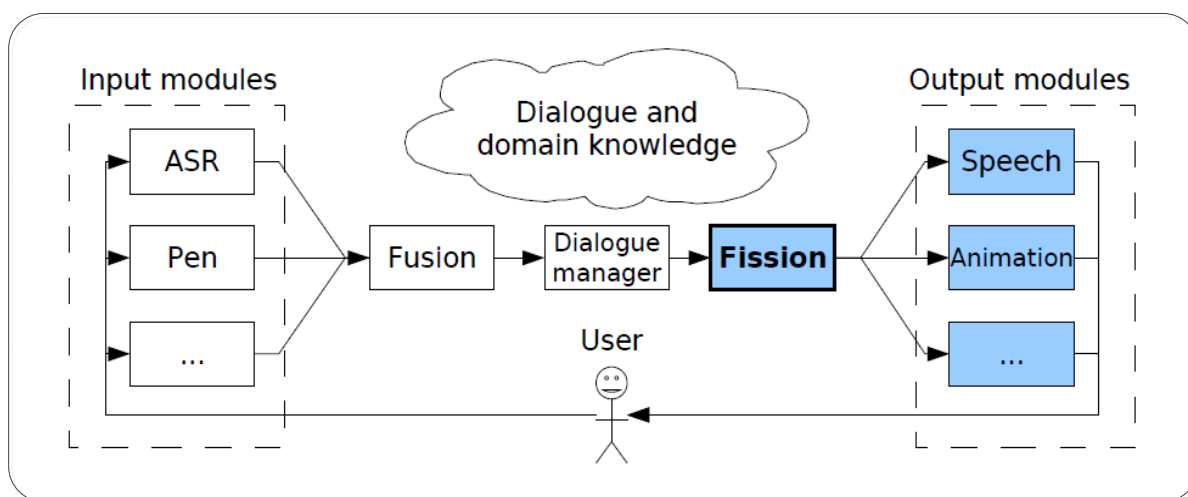 Input modules
ASR
Pen
...
Dialogue and
domain knowledge
Fusion
Dialogue
manager
Fission
User
Output modules
Speech
Animation
...